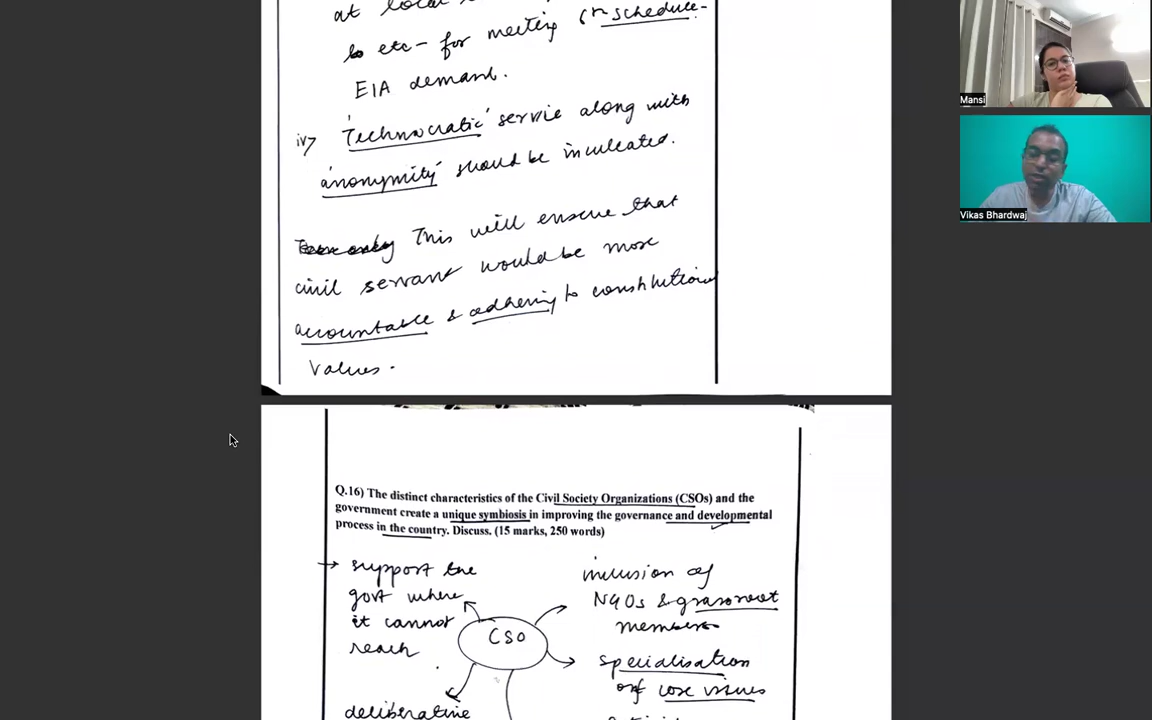 at local
etc- for meeting (n schedule-
EIA demand.
iv) 'Technocratic' service along with
'anonymity' should be inculcated.
This will ensure that
civil servant would be more
accountable & adhering to constitutional
values.
Q.16) The distinct characteristics of the Civil Society Organizations (CSOs) and the
government create a unique symbiosis in improving the governance and developmental
process in the country. Discuss. (15 marks, 250 words)
→ support the
govt where
it cannot
reach
CSO
inclusion of
NGOs & grassroot
members
specialisation
of core issues
deliberative
Mansi
Vikas Bhardwaj